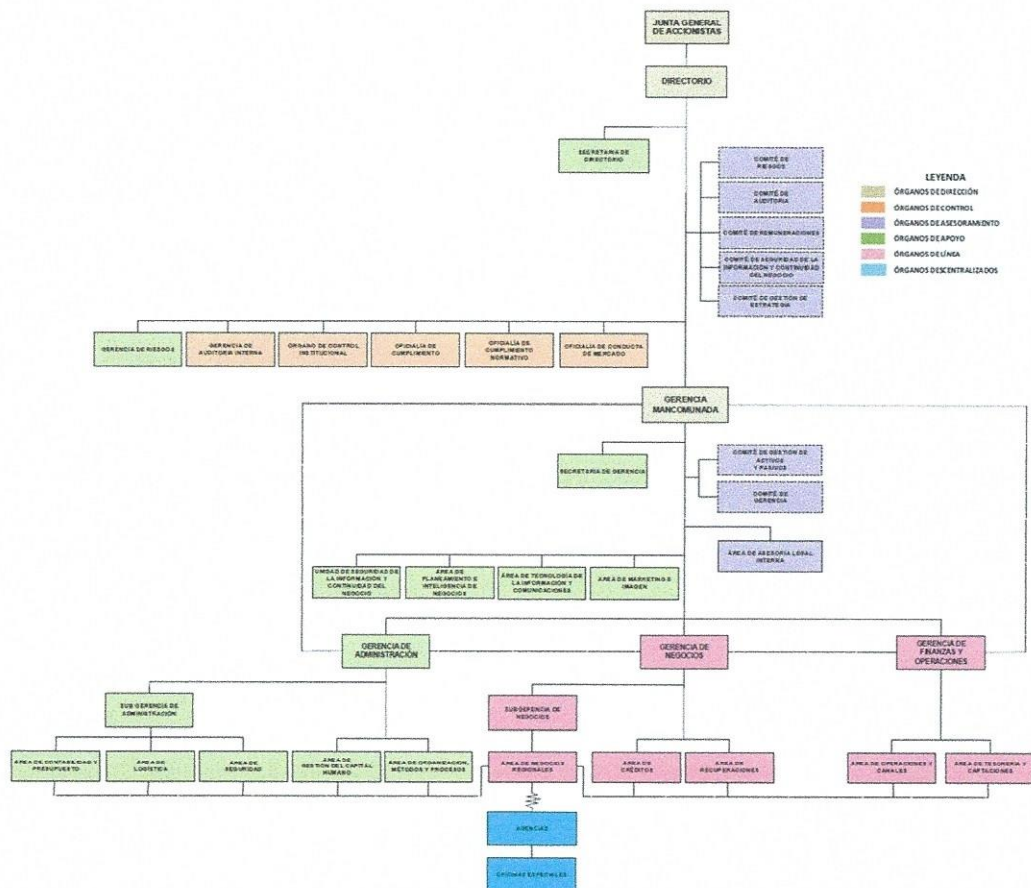 JUNTA GENERAL
DE ACCIONISTAS
DIRECTORIO
SECRETARIA DE
DIRECTORIO
COMITÉ DE
RIESGOS
COMITÉ DE
AUDITORIA
COMITÉ DE REMUNERACIONES
COMITÉ DE SEGURIDAD DE LA
INFORMACIÓN Y CONTINUIDAD
DEL NEGOCIO
COMITÉ DE GESTIÓN DE
ESTRATEGIA
LEYENDA
ÓRGANOS DE DIRECCIÓN
ÓRGANOS DE CONTROL
ÓRGANOS DE ASESORAMIENTO
ÓRGANOS DE APOYO
ÓRGANOS DE LÍNEA
ÓRGANOS DESCENTRALIZADOS
GERENCIA DE RIESGOS
GERENCIA DE
AUDITORIA INTERNA
ÓRGANO DE CONTROL
INSTITUCIONAL
OFICIALÍA DE
CUMPLIMIENTO
OFICIALÍA DE
CUMPLIMIENTO
NORMATIVO
OFICIALÍA DE CONDUCTA
DE MERCADO
GERENCIA
MANCOMUNADA
SECRETARIA DE GERENCIA
COMITÉ DE GESTIÓN DE
ACTIVOS
Y PASIVOS
COMITÉ DE
GERENCIA
ÁREA DE ASESORÍA LEGAL
INTERNA
UNIDAD DE SEGURIDAD DE
LA INFORMACIÓN Y
CONTINUIDAD DEL
NEGOCIO
ÁREA DE
PLANEAMIENTO E
INTELIGENCIA DE
NEGOCIOS
ÁREA DE TECNOLOGÍA DE
LA INFORMACIÓN Y
COMUNICACIONES
ÁREA DE MARKETING E
IMAGEN
GERENCIA DE
ADMINISTRACIÓN
GERENCIA DE
NEGOCIOS
GERENCIA DE
FINANZAS Y
OPERACIONES
SUB GERENCIA DE
ADMINISTRACIÓN
SUBGERENCIA DE
NEGOCIOS
ÁREA DE CONTABILIDAD Y
PRESUPUESTO
ÁREA DE
LOGÍSTICA
ÁREA DE
SEGURIDAD
ÁREA DE
GESTIÓN DEL CAPITAL
HUMANO
ÁREA DE ORGANIZACIÓN,
MÉTODOS Y PROCESOS
ÁREA DE NEGOCIOS
REGIONALES
ÁREA DE
CRÉDITOS
ÁREA DE
RECUPERACIONES
ÁREA DE OPERACIONES Y
CANALES
ÁREA DE TESORERÍA Y
CAPTACIONES
AGENCIAS
OFICINAS ESPECIALES